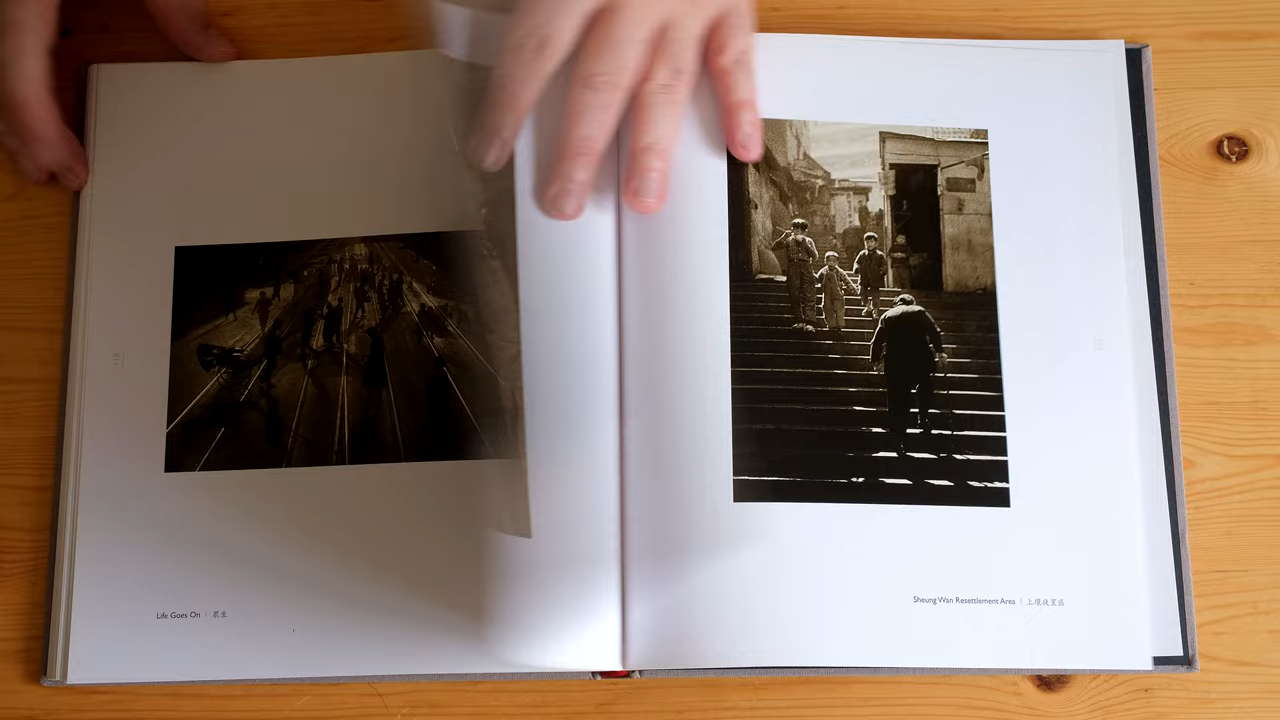 Life Goes On | 眾生
Sheung Wan Resettlement Area | 上環徙置區